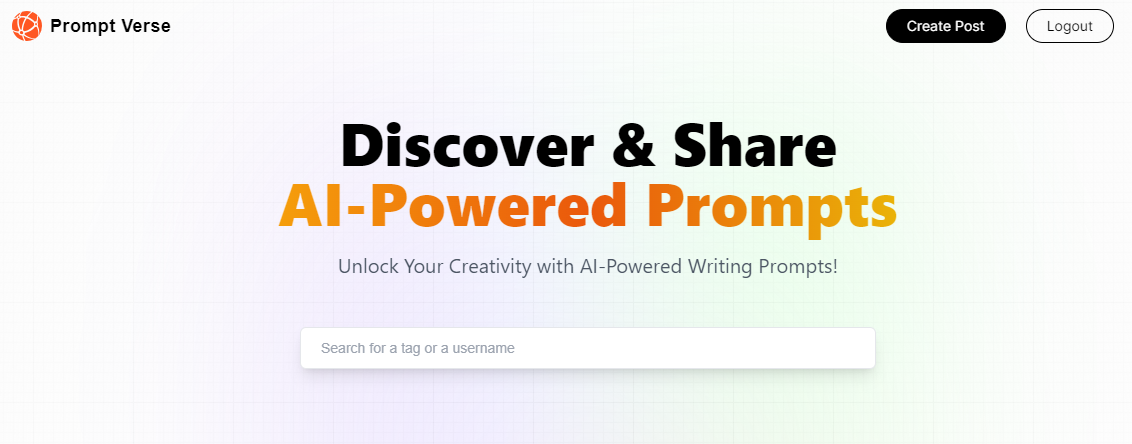 Prompt Verse
Create Post
Logout
Discover & Share
AI-Powered Prompts
Unlock Your Creativity with AI-Powered Writing Prompts!
Search for a tag or a username